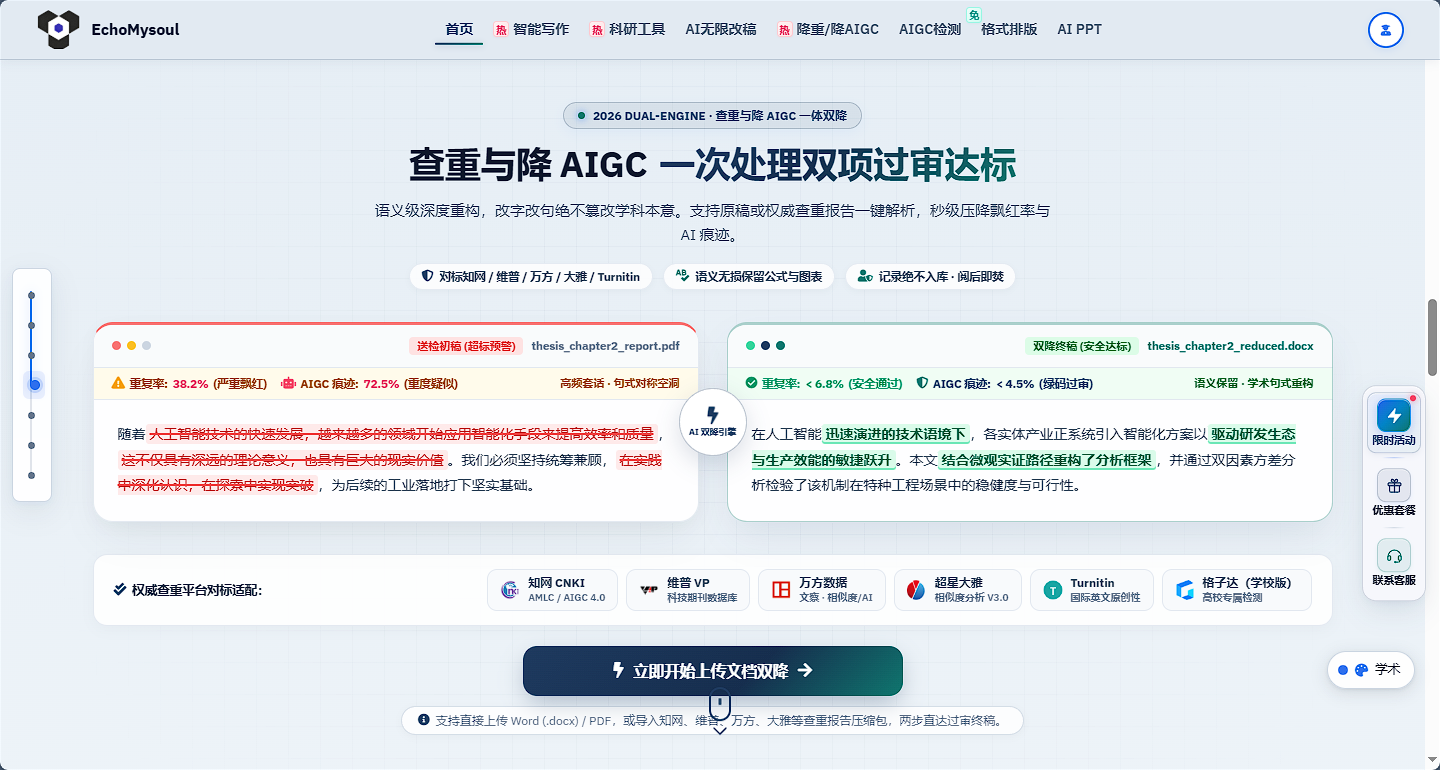 EchoMysoul
首页
热 智能写作
热 科研工具
AI无限改稿
热 降重/降AIGC
AIGC检测
免
格式排版
AI PPT
2026 DUAL-ENGINE · 查重与降 AIGC 一体双降
查重与降 AIGC 一次处理双项过审达标
语义级深度重构，改字改句绝不篡改学科本意。支持原稿或权威查重报告一键解析，秒级压降飘红率与
AI 痕迹。
对标知网 / 维普 / 万方 / 大雅 / Turnitin
语义无损保留公式与图表
记录绝不入库 · 阅后即焚
送检初稿 (超标预警)
thesis_chapter2_report.pdf
重复率: 38.2% (严重飘红)
AIGC 痕迹: 72.5% (重度疑似)
高频套话 · 句式对称空洞
随着 人工智能技术的快速发展，越来越多的领域开始应用智能化手段来提高效率和质量，
这不仅具有深远的理论意义，也具有巨大的现实价值。我们必须坚持统筹兼顾，在实践
中深化认识，在探索中实现突破，为后续的工业落地打下坚实基础。
AI 双降引擎
双降终稿 (安全达标)
thesis_chapter2_reduced.docx
重复率: < 6.8% (安全通过)
AIGC 痕迹: < 4.5% (绿码过审)
语义保留 · 学术句式重构
在人工智能 迅速演进的技术语境下，各实体产业正系统引入智能化方案以 驱动研发生态
与生产效能的敏捷跃升。本文 结合微观实证路径重构了分析框架，并通过双因素方差分
析检验了该机制在特种工程场景中的稳健度与可行性。
权威查重平台对标适配：
知网 CNKI
AMLC / AIGC 4.0
维普 VP
科技期刊数据库
万方数据
文察 · 相似度/AI
超星大雅
相似度分析 V3.0
Turnitin
国际英文原创性
格子达（学校版）
高校专属检测
立即开始上传文档双降
支持直接上传 Word (.docx) / PDF，或导入知网、维普、万方、大雅等查重报告压缩包，两步直达过审终稿。
限时活动
优惠套餐
联系客服
学术